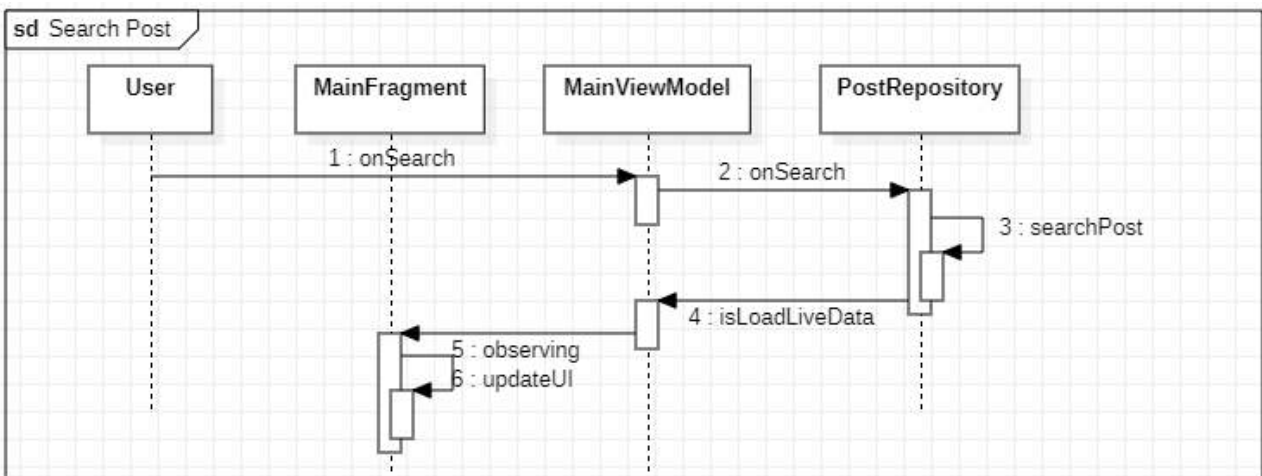 sd Search Post
User
MainFragment
MainViewModel
PostRepository
1 : onSearch
2 : onSearch
3 : searchPost
4 : isLoadLiveData
5 : observing
6 : updateUI